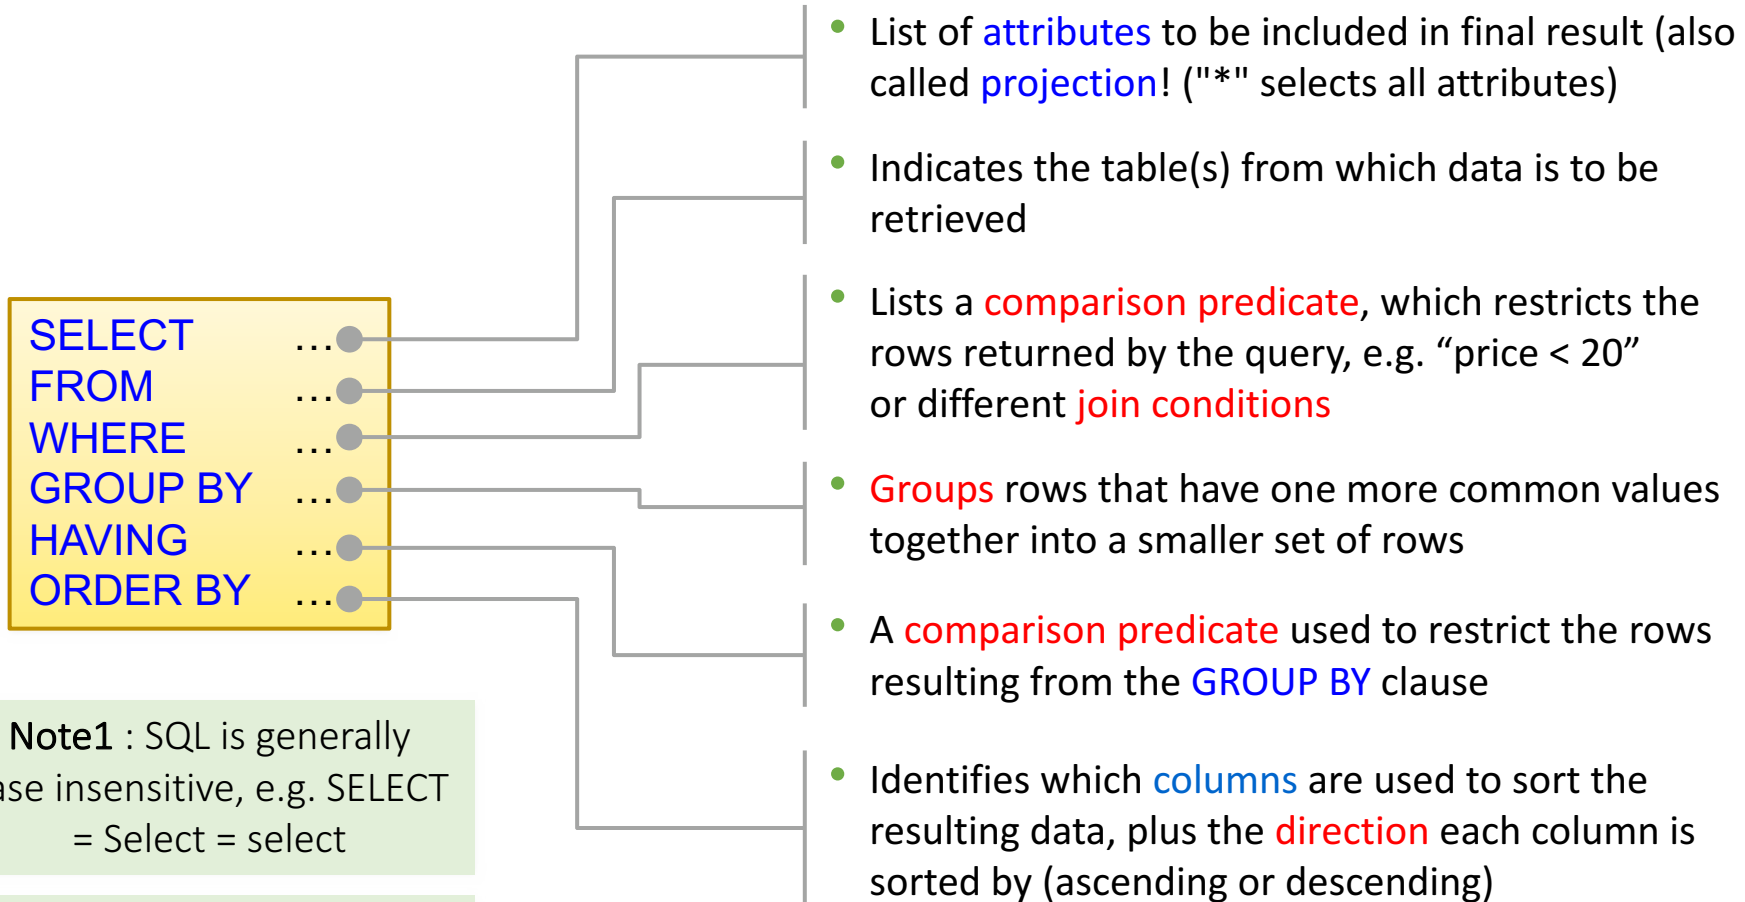 SELECT ...
FROM ...
WHERE ...
GROUP BY ...
HAVING ...
ORDER BY ...
• List of attributes to be included in final result (also
called projection! ("*" selects all attributes)
• Indicates the table(s) from which data is to be
retrieved
• Lists a comparison predicate, which restricts the
rows returned by the query, e.g. “price < 20”
or different join conditions
• Groups rows that have one more common values
together into a smaller set of rows
• A comparison predicate used to restrict the rows
resulting from the GROUP BY clause
• Identifies which columns are used to sort the
resulting data, plus the direction each column is
sorted by (ascending or descending)
Note1 : SQL is generally
ase insensitive, e.g. SELECT
= Select = select